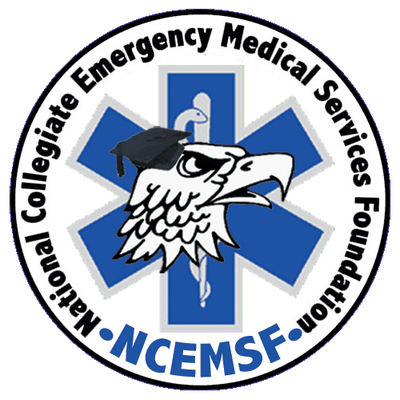 National Collegiate Emergency Medical Services Foundation
•NCEMSF•